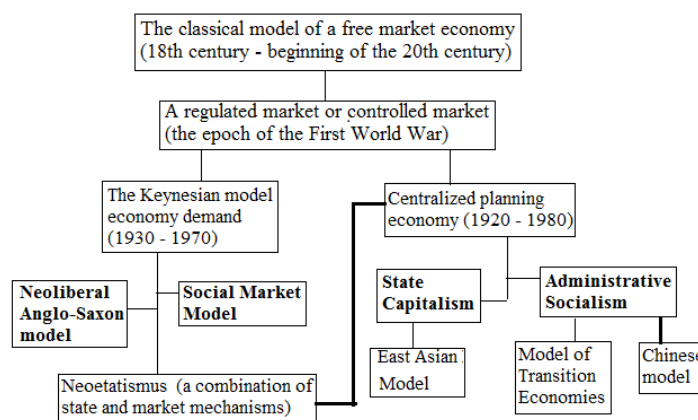 The classical model of a free market economy
(18th century - beginning of the 20th century)
A regulated market or controlled market
(the epoch of the First World War)
The Keynesian model
economy demand
(1930 - 1970)
Centralized planning
economy (1920 - 1980)
Neoliberal
Anglo-Saxon
model
Social Market
Model
State
Capitalism
Administrative
Socialism
East Asian
Model
Model of
Transition
Economies
Chinese
model
Neoetatismus (a combination of
state and market mechanisms)